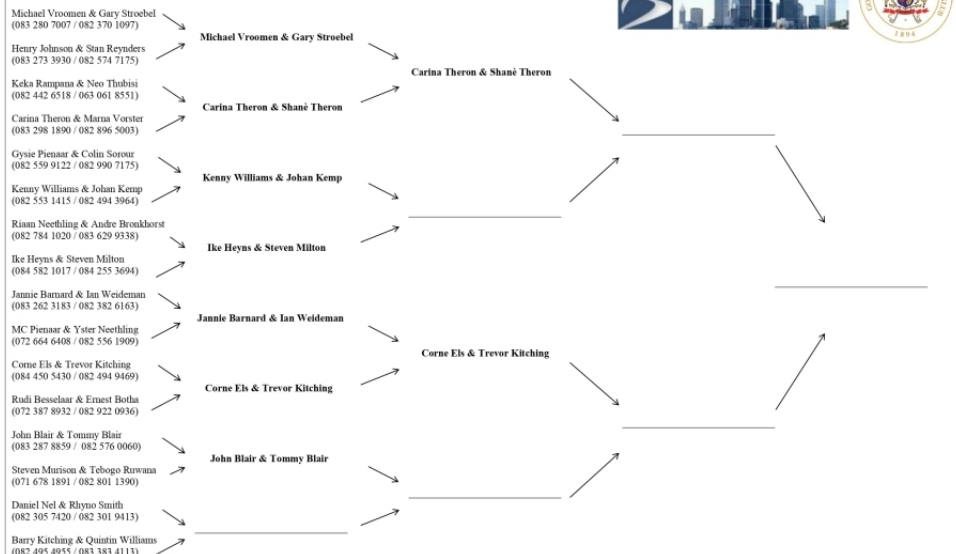 Michael Vroomen & Gary Stroebel
(083 280 7007 / 082 370 1097)
Henry Johnson & Stan Reynders
(083 273 3930 / 082 574 7175)
Keka Rampana & Neo Thubisi
(082 442 6518 / 063 061 8551)
Carina Theron & Marna Vorster
(083 298 1890 / 082 896 5003)
Gysie Pienaar & Colin Sorour
(082 559 9122 / 082 990 7175)
Kenny Williams & Johan Kemp
(082 553 1415 / 082 494 3964)
Riaan Neethling & Andre Bronkhorst
(082 784 1020 / 083 629 9338)
Ike Heyns & Steven Milton
(084 582 1017 / 084 255 3694)
Jannie Barnard & Ian Weideman
(083 262 3183 / 082 382 6163)
MC Pienaar & Yster Neethling
(072 664 6408 / 082 556 1909)
Corne Els & Trevor Kitching
(084 450 5430 / 082 494 9469)
Rudi Besselaar & Ernest Botha
(072 387 8932 / 082 922 0936)
John Blair & Tommy Blair
(083 287 8859 / 082 576 0060)
Steven Murison & Tebogo Ruwana
(071 678 1891 / 082 801 1390)
Daniel Nel & Rhyno Smith
(082 305 7420 / 082 301 9413)
Barry Kitching & Quintin Williams
(082 495 4955 / 083 383 4113)
Michael Vroomen & Gary Stroebel
Carina Theron & Shanè Theron
Kenny Williams & Johan Kemp
Ike Heyns & Steven Milton
Jannie Barnard & Ian Weideman
Corne Els & Trevor Kitching
John Blair & Tommy Blair
Carina Theron & Shanè Theron
Corne Els & Trevor Kitching
1894